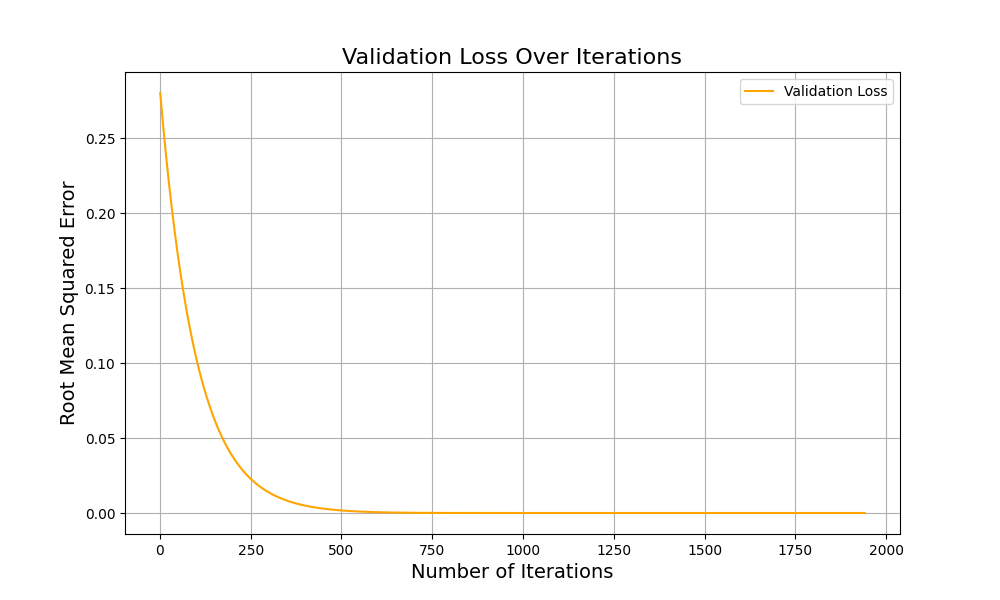 Validation Loss Over Iterations
Validation Loss
Root Mean Squared Error
0.25
0.20
0.15
0.10
0.05
0.00
0 250 500 750 1000 1250 1500 1750 2000
Number of Iterations